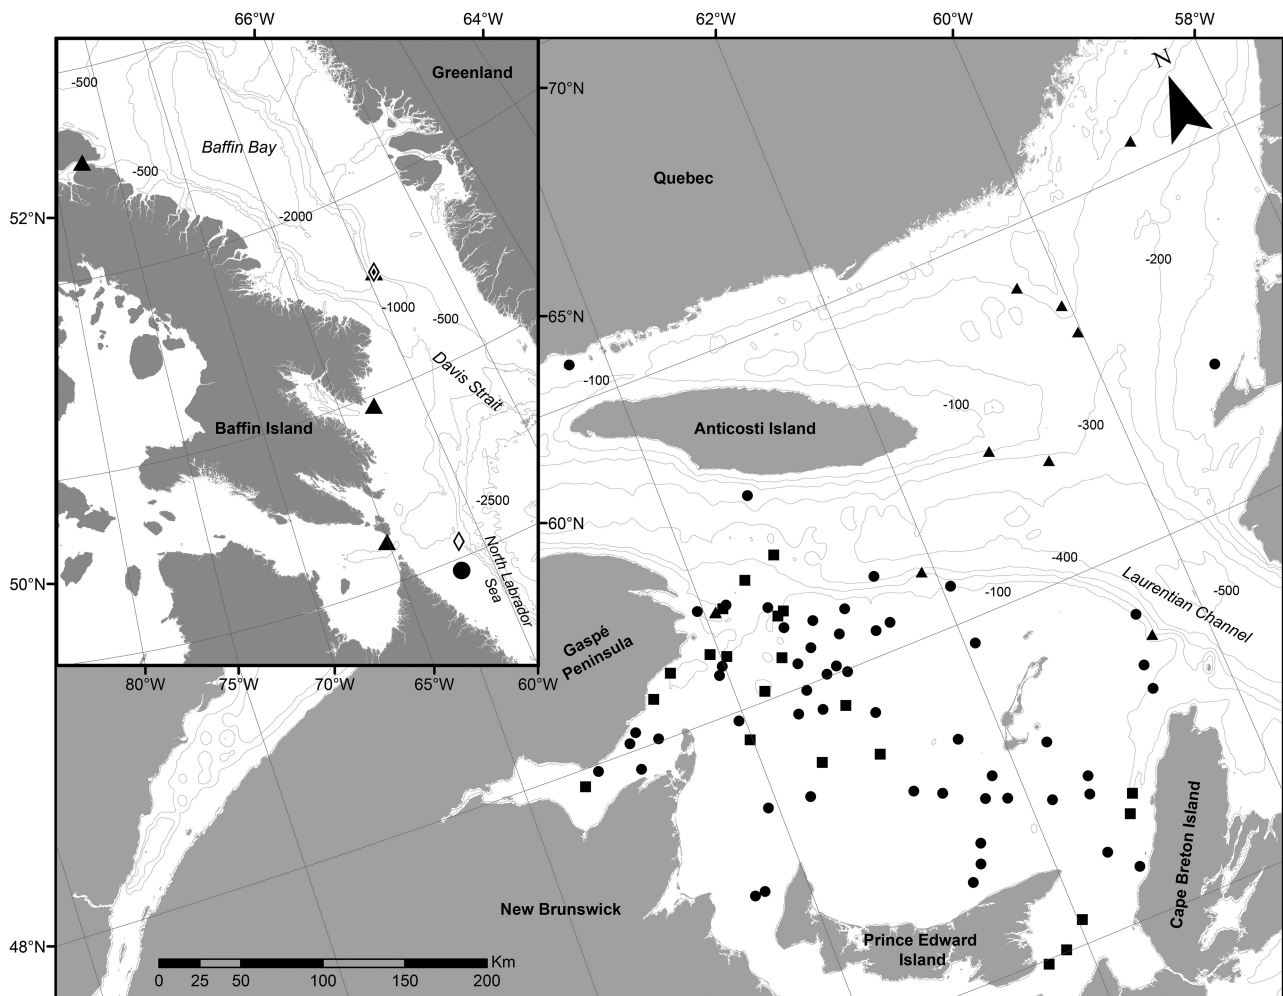 66°W
64°W
62°W
60°W
58°W
Greenland
-500
70°N
N
Baffin Bay
-500
Quebec
52°N
-2000
-200
-1000
-500
65°N
Davis Strait
-100
-100
Baffin Island
Anticosti Island
-300
-2500
60°N
North Labrador
Sea
-400
50°N
-100
Laurentian Channel
-500
Gaspé
Peninsula
80°W
75°W
70°W
65°W
60°W
Cape Breton Island
New Brunswick
Prince Edward
Island
48°N
Km
0
25
50
100
150
200